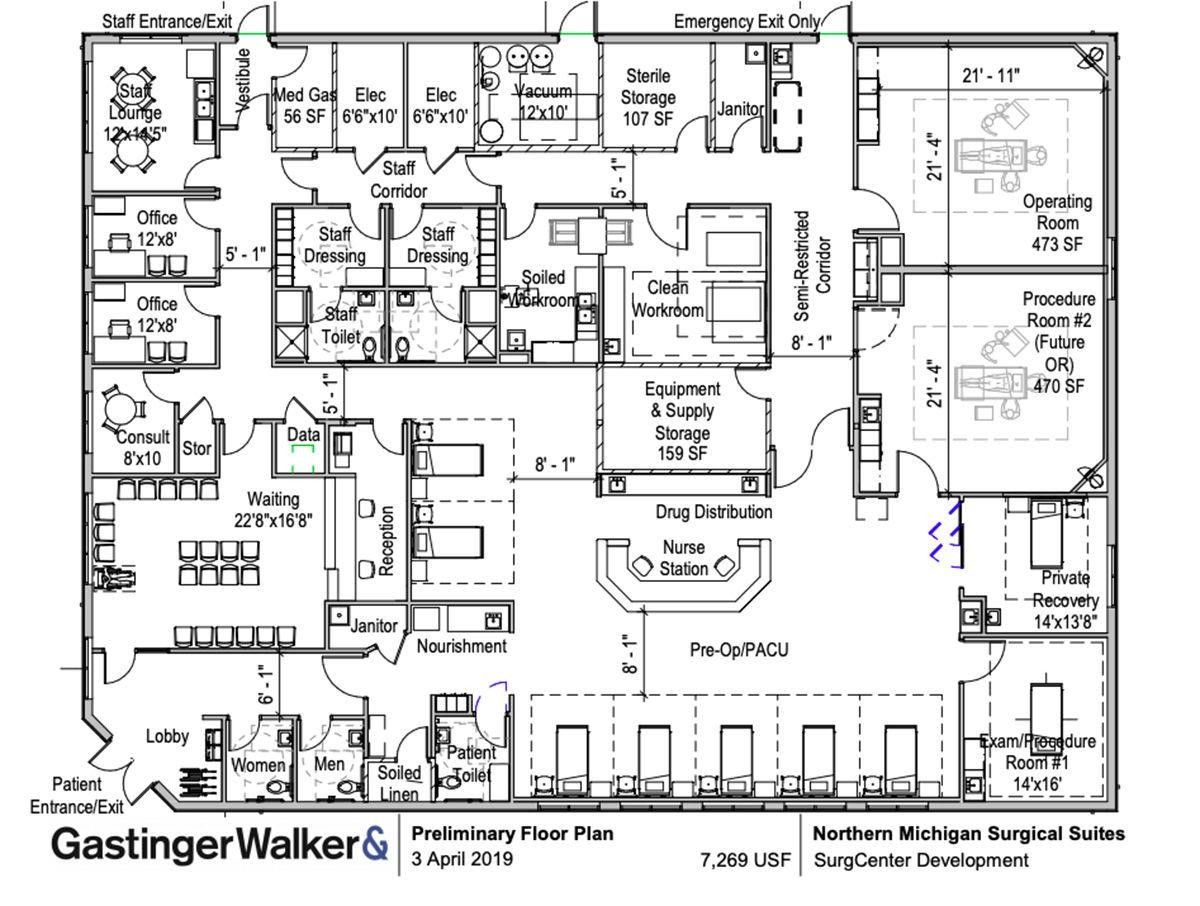 Staff Entrance/Exit
Emergency Exit Only
Vestibule
Staff
Lounge
12'x14'5"
Med Gas
56 SF
Elec
6'6"x10'
Elec
6'6"x10'
Vacuum
12'x10'
Sterile
Storage
107 SF
Janitor
21' - 11"
21' - 4"
Operating
Room
473 SF
Staff
Corridor
5' - 1"
Office
12'x8'
5' - 1"
Staff
Dressing
Staff
Dressing
Soiled
Workroom
Clean
Workroom
Semi-Restricted
Corridor
Office
12'x8'
Staff
Toilet
8' - 1"
Procedure
Room #2
(Future
OR)
470 SF
21' - 4"
5' - 1"
Equipment
& Supply
Storage
159 SF
Consult
8'x10
Stor
Data
8' - 1"
Waiting
22'8"x16'8"
Reception
Drug Distribution
Nurse
Station
Private
Recovery
14'x13'8"
Janitor
Nourishment
8' - 1"
Pre-Op/PACU
6' - 1"
Lobby
Women
Men
Soiled
Linen
Patient
Toilet
Exam/Procedure
Room #1
14'x16'
Patient
Entrance/Exit
GastingerWalker&
Preliminary Floor Plan
3 April 2019
7,269 USF
Northern Michigan Surgical Suites
SurgCenter Development